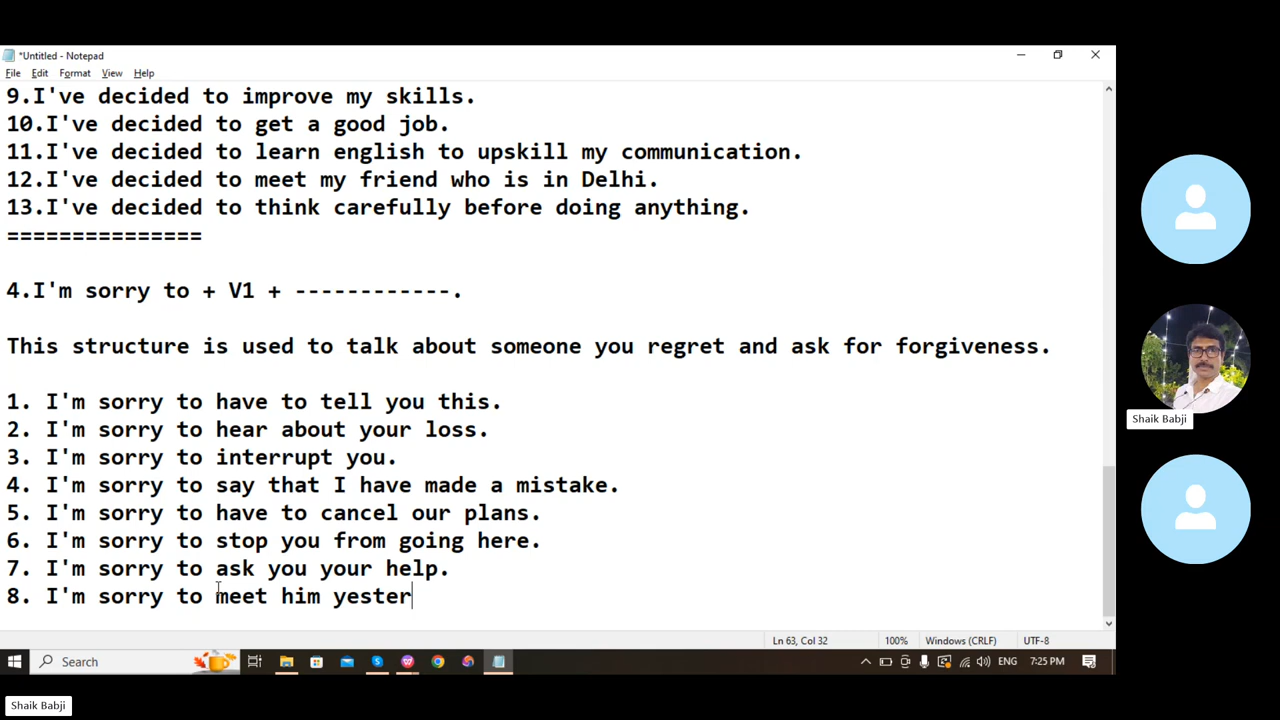 *Untitled - Notepad
File Edit Format View Help
9.I've decided to improve my skills.
10.I've decided to get a good job.
11.I've decided to learn english to upskill my communication.
12.I've decided to meet my friend who is in Delhi.
13.I've decided to think carefully before doing anything.
===============
4.I'm sorry to + V1 + ------------.
This structure is used to talk about someone you regret and ask for forgiveness.
1. I'm sorry to have to tell you this.
2. I'm sorry to hear about your loss.
3. I'm sorry to interrupt you.
4. I'm sorry to say that I have made a mistake.
5. I'm sorry to have to cancel our plans.
6. I'm sorry to stop you from going here.
7. I'm sorry to ask you your help.
8. I'm sorry to meet him yester
Shaik Babji
Ln 63, Col 32 100% Windows (CRLF) UTF-8
Search ENG 7:25 PM
Shaik Babji